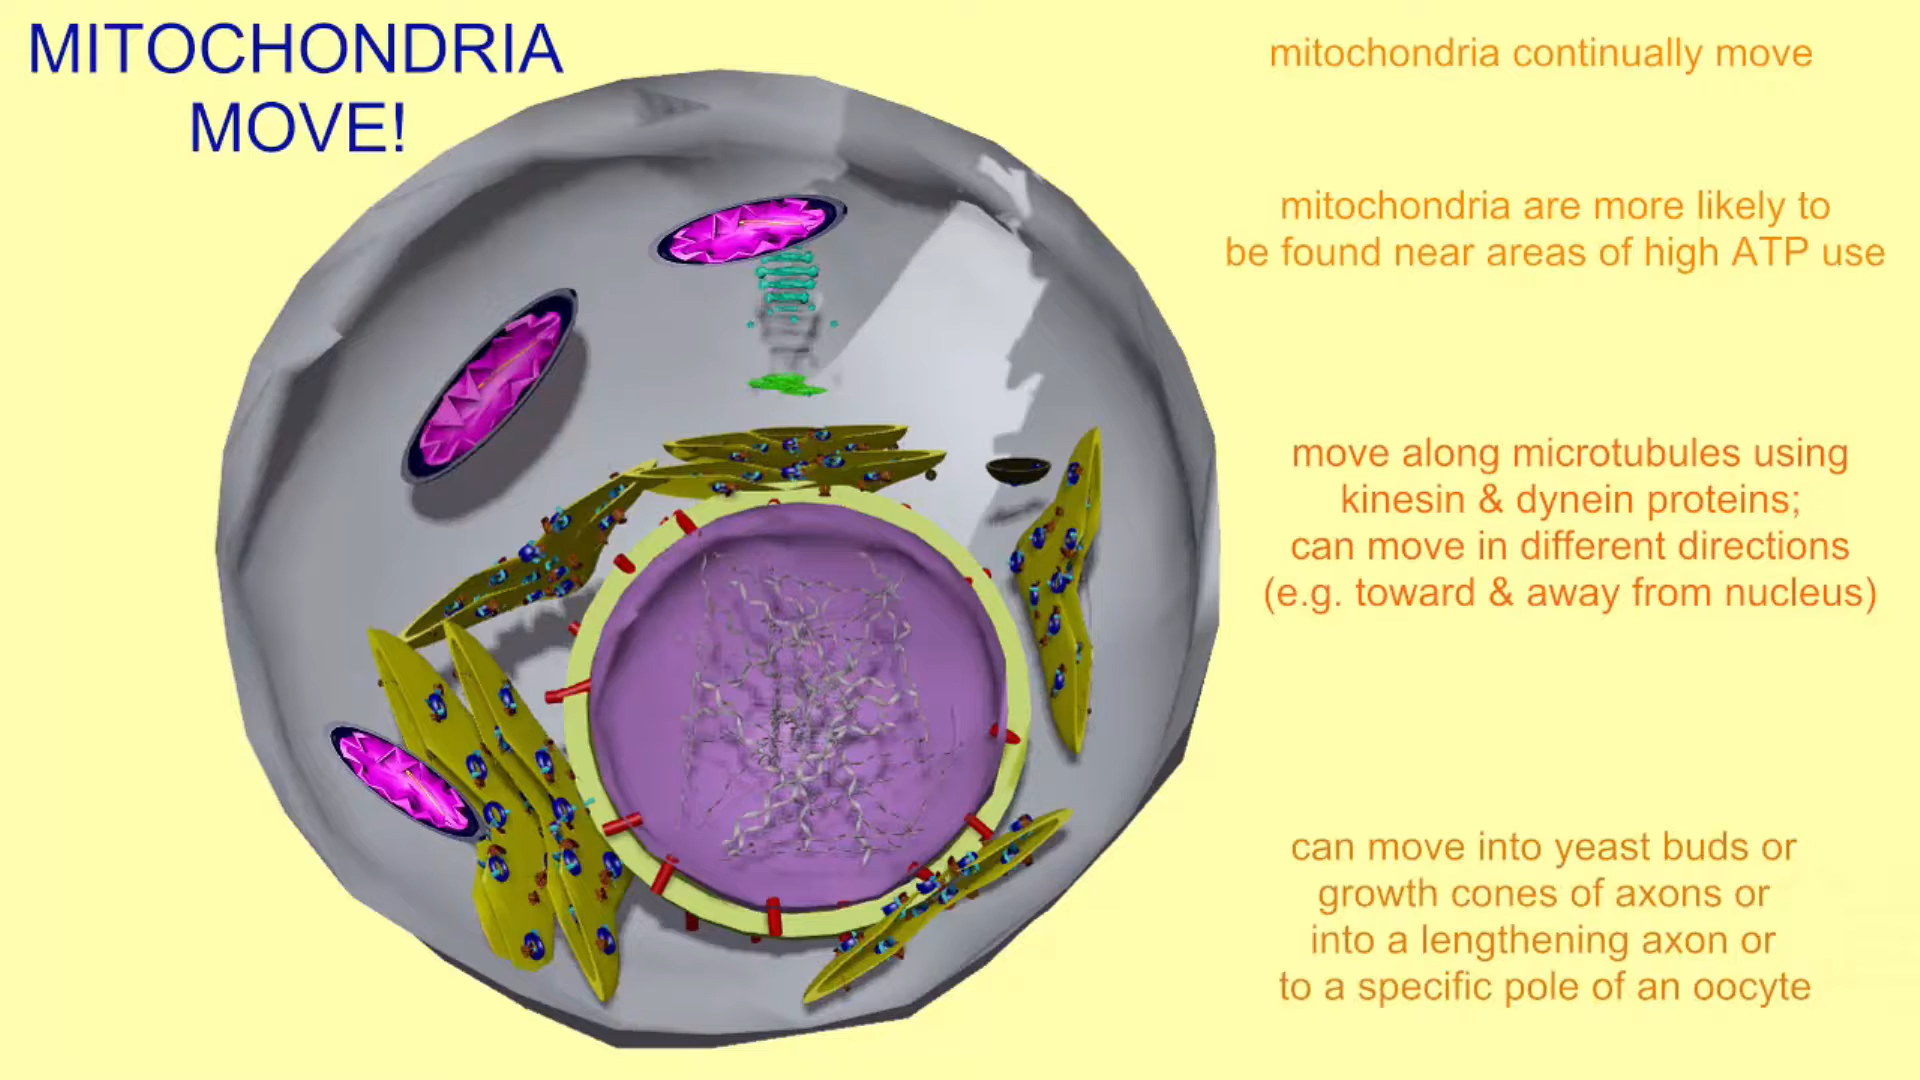 MITOCHONDRIA
MOVE!
mitochondria continually move
mitochondria are more likely to
be found near areas of high ATP use
move along microtubules using
kinesin & dynein proteins;
can move in different directions
(e.g. toward & away from nucleus)
can move into yeast buds or
growth cones of axons or
into a lengthening axon or
to a specific pole of an oocyte